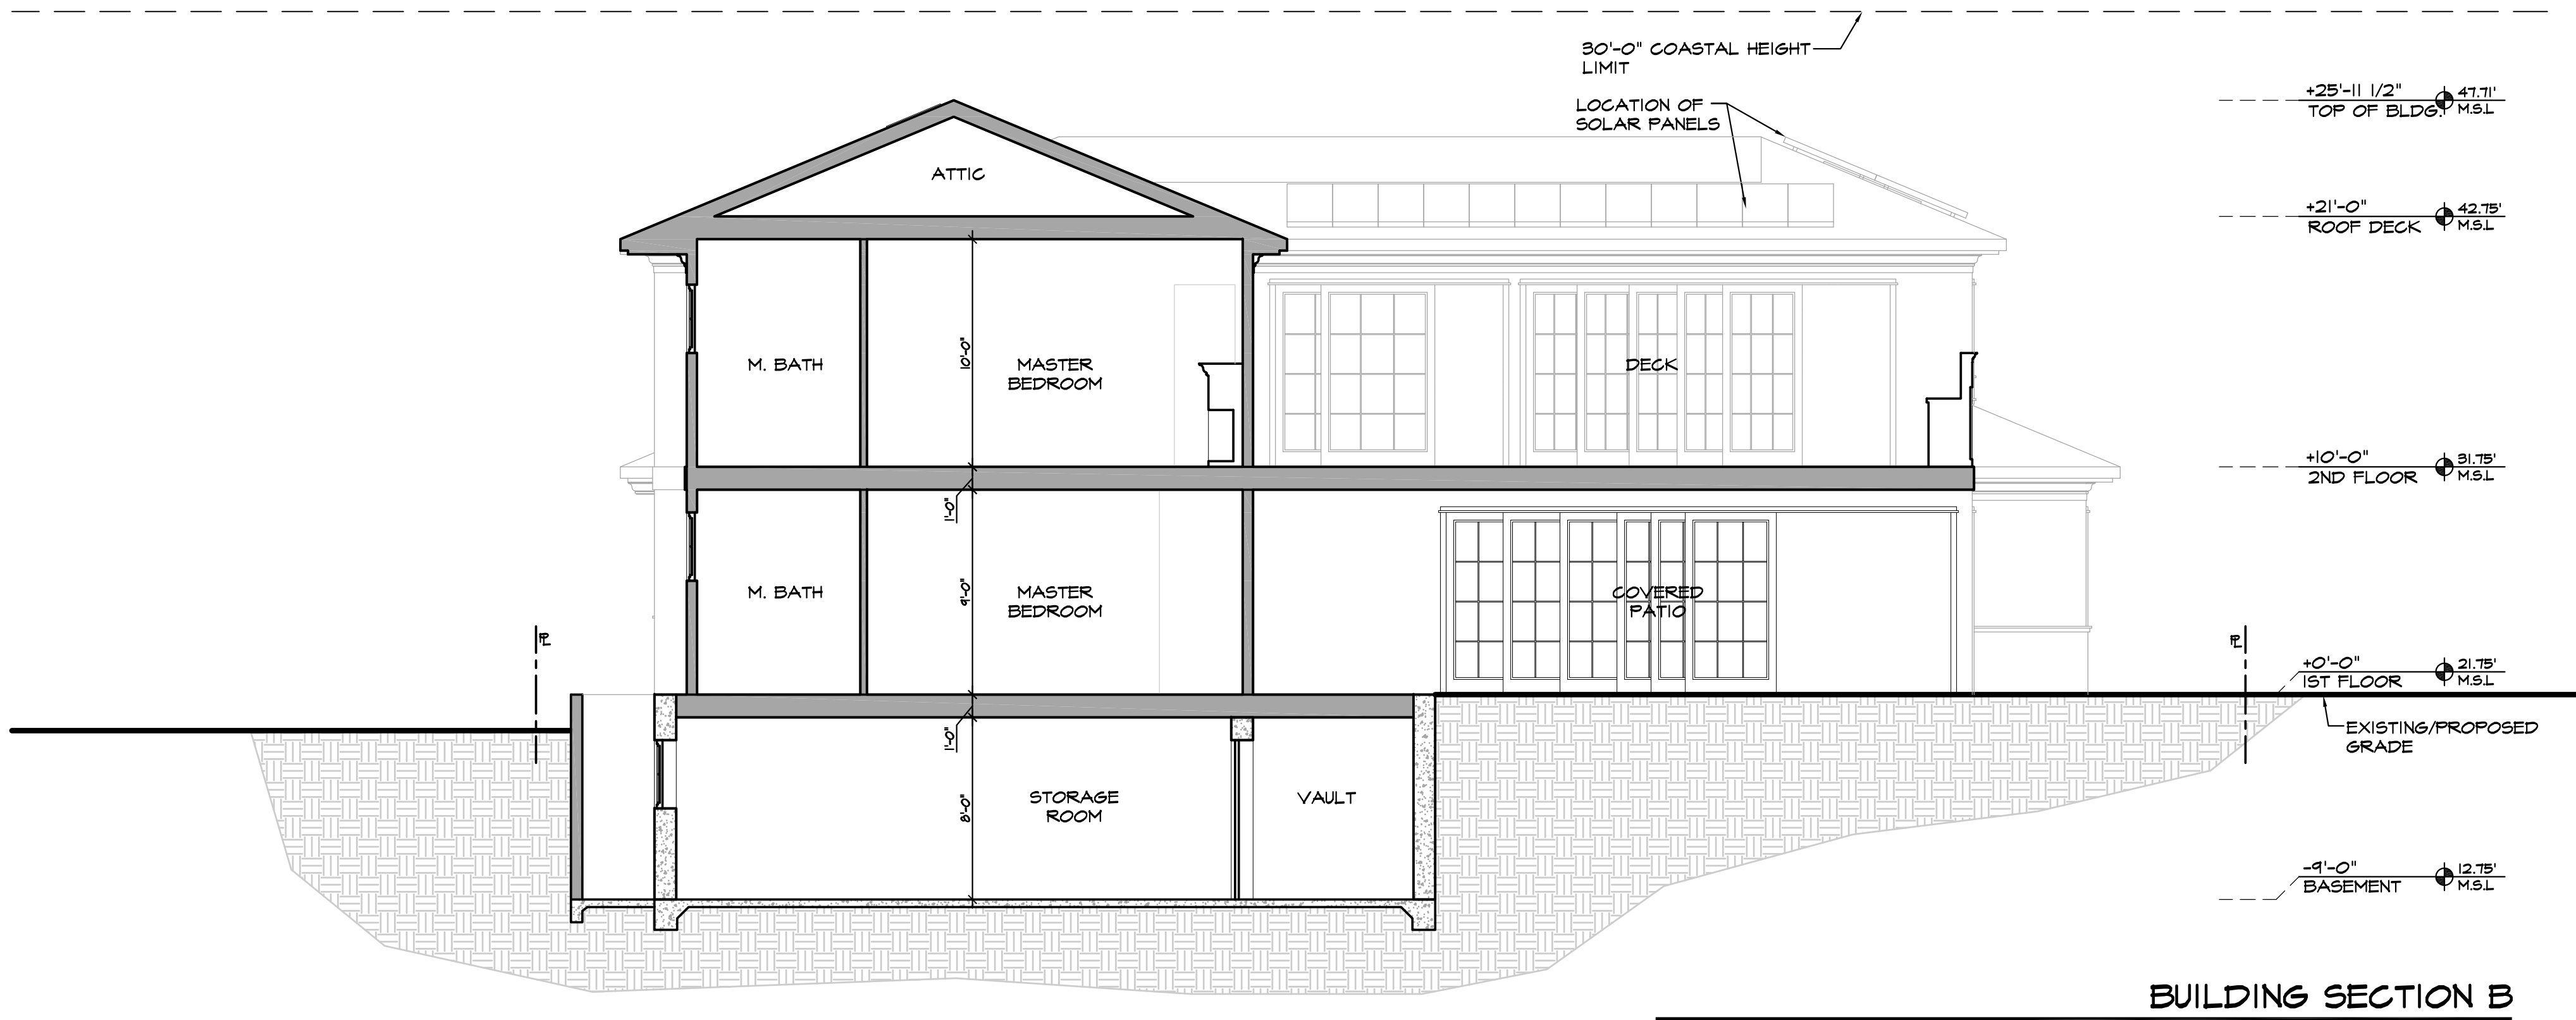 30'-0" COASTAL HEIGHT
LIMIT
LOCATION OF
SOLAR PANELS
+25'-11 1/2"
TOP OF BLDG.
47.71'
M.S.L
ATTIC
+21'-0"
ROOF DECK
42.75'
M.S.L
M. BATH
10'-0"
MASTER
BEDROOM
DECK
+10'-0"
2ND FLOOR
31.75'
M.S.L
1'-0"
M. BATH
9'-0"
MASTER
BEDROOM
COVERED
PATIO
PL
PL
+0'-0"
1ST FLOOR
21.75'
M.S.L
1'-0"
EXISTING/PROPOSED
GRADE
8'-0"
STORAGE
ROOM
VAULT
-9'-0"
BASEMENT
12.75'
M.S.L
BUILDING SECTION B